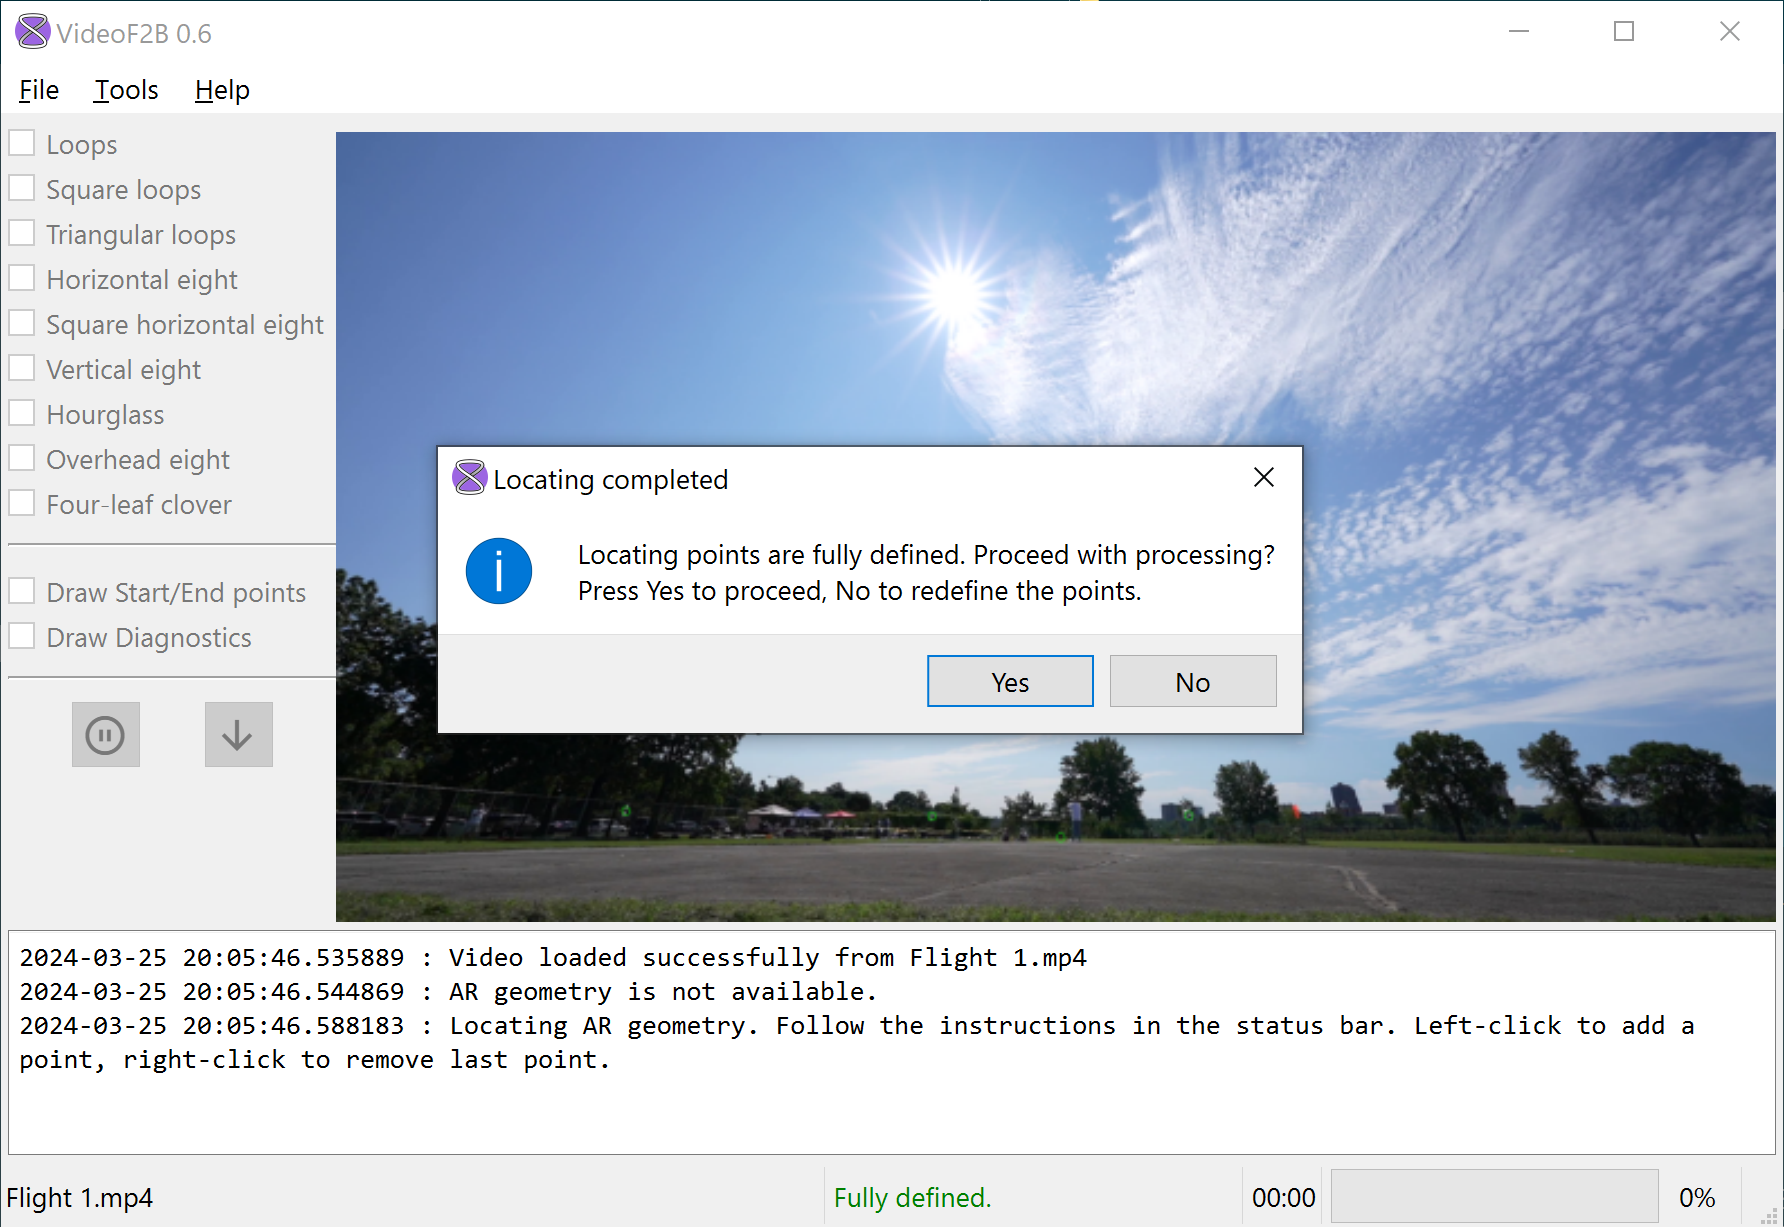 VideoF2B 0.6
File Tools Help
Loops
Square loops
Triangular loops
Horizontal eight
Square horizontal eight
Vertical eight
Hourglass
Overhead eight
Four-leaf clover
Draw Start/End points
Draw Diagnostics
Locating completed
Locating points are fully defined. Proceed with processing?
Press Yes to proceed, No to redefine the points.
Yes No
2024-03-25 20:05:46.535889 : Video loaded successfully from Flight 1.mp4
2024-03-25 20:05:46.544869 : AR geometry is not available.
2024-03-25 20:05:46.588183 : Locating AR geometry. Follow the instructions in the status bar. Left-click to add a
point, right-click to remove last point.
Flight 1.mp4 Fully defined. 00:00 0%